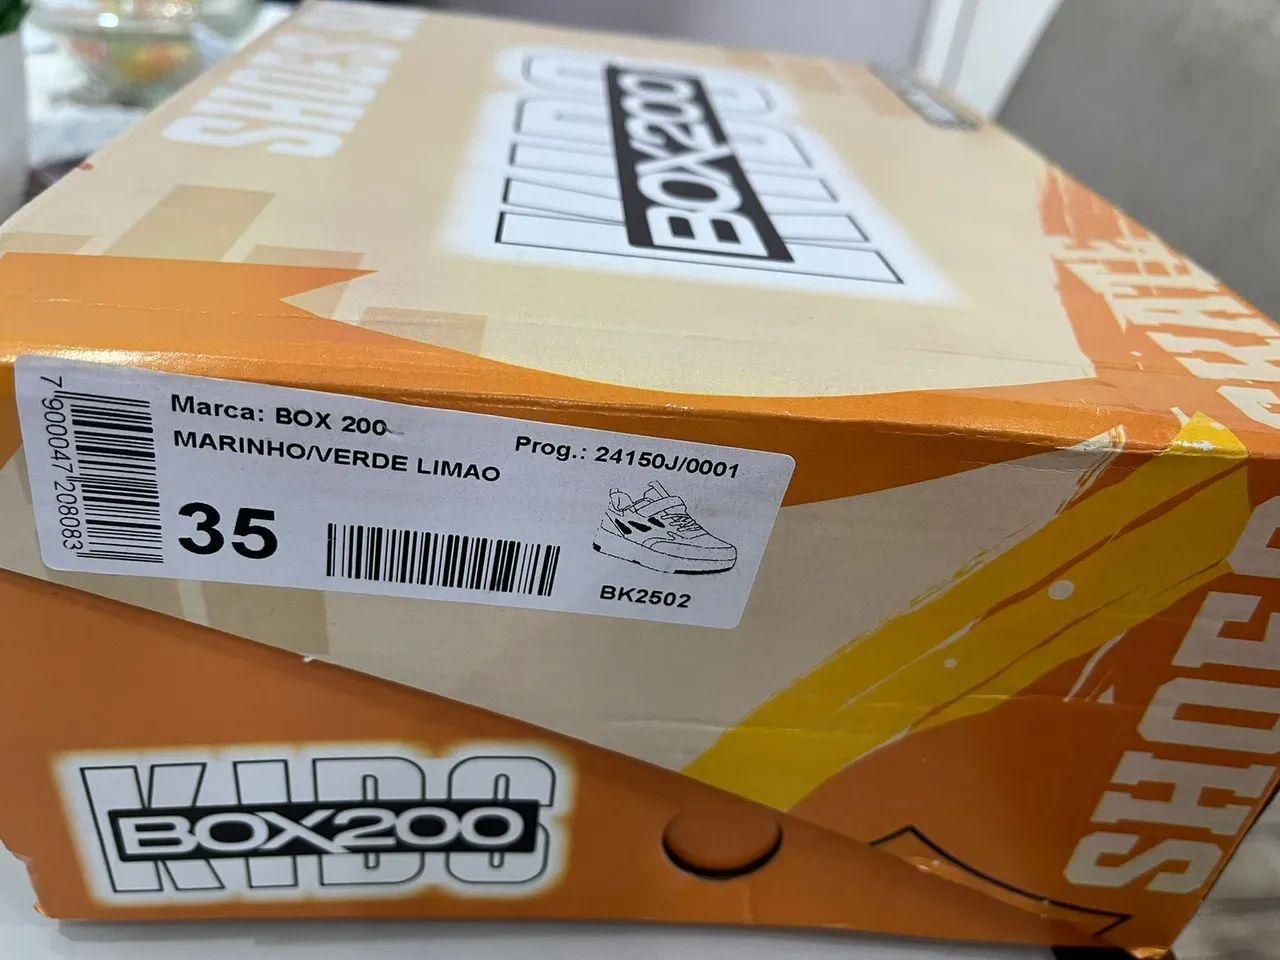 SHOES
KIDS
BOX200
SKATE
SHOES
7 900047 208083
Marca: BOX 200
MARINHO/VERDE LIMAO
Prog.: 24150J/0001
35
BK2502
KIDS
BOX200